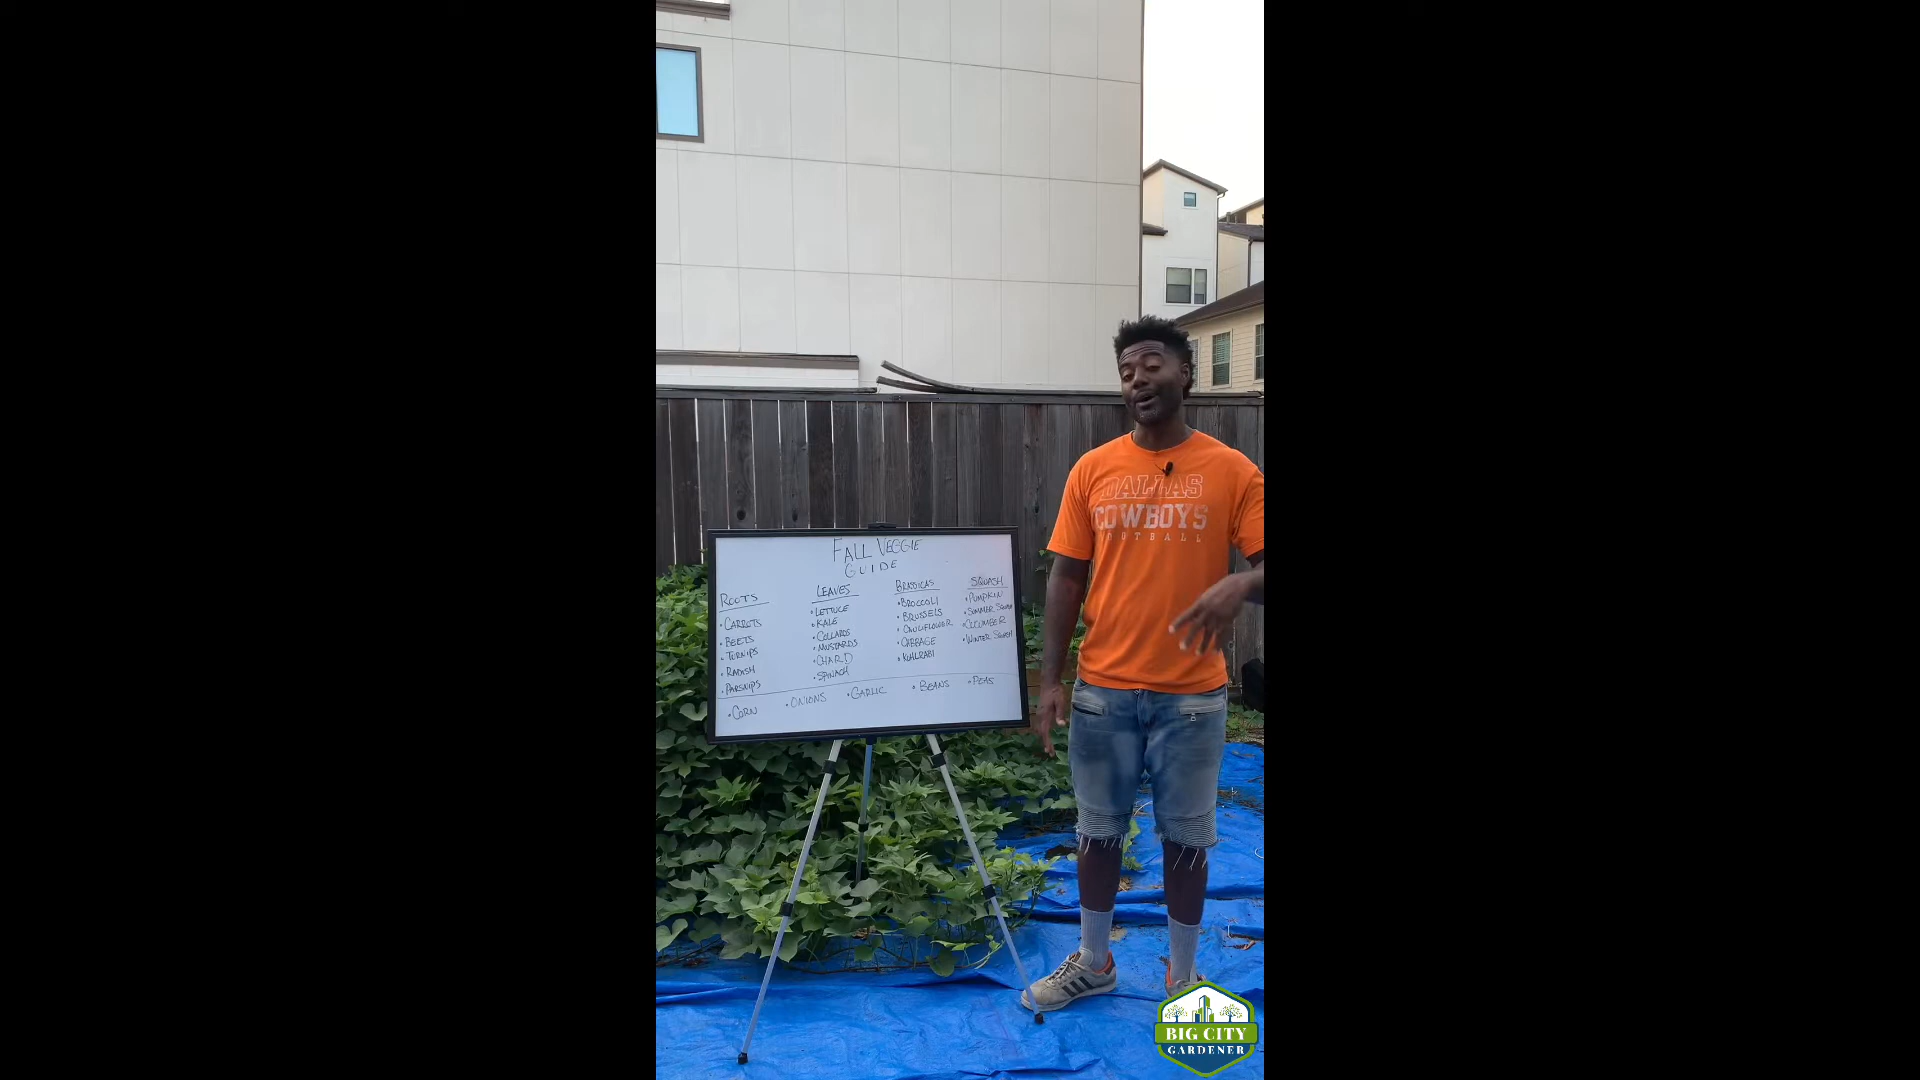 DALLAS
COWBOYS
FOOTBALL
FALL VEGGIE
GUIDE
ROOTS
• CARROTS
• BEETS
• TURNIPS
• RADISH
• PARSNIPS
LEAVES
• LETTUCE
• KALE
• COLLARDS
• MUSTARDS
• CHARD
• SPINACH
BRASSICAS
• BROCCOLI
• BRUSSELS
• CAULIFLOWER
• CABBAGE
• KOHLRABI
SQUASH
• PUMPKIN
• SUMMER SQUASH
• CUCUMBER
• WINTER SQUASH
• CORN • ONIONS • GARLIC • BEANS • PEAS
BIG CITY
GARDENER